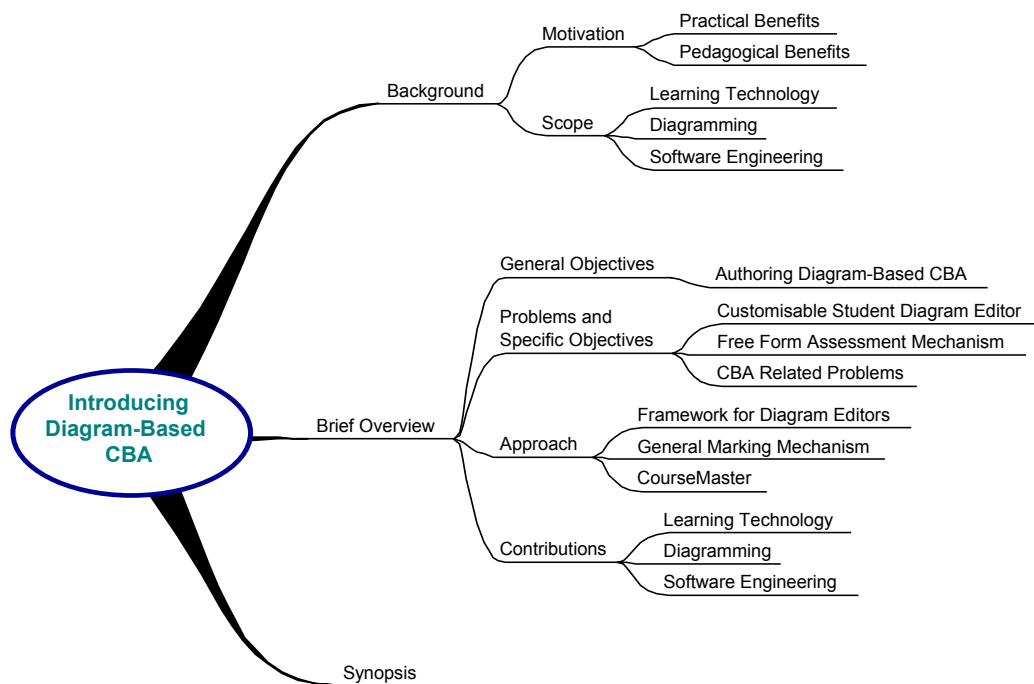 Introducing
Diagram-Based
CBA
Background
Motivation
Practical Benefits
Pedagogical Benefits
Scope
Learning Technology
Diagramming
Software Engineering
Brief Overview
General Objectives
Authoring Diagram-Based CBA
Problems and
Specific Objectives
Customisable Student Diagram Editor
Free Form Assessment Mechanism
CBA Related Problems
Approach
Framework for Diagram Editors
General Marking Mechanism
CourseMaster
Contributions
Learning Technology
Diagramming
Software Engineering
Synopsis